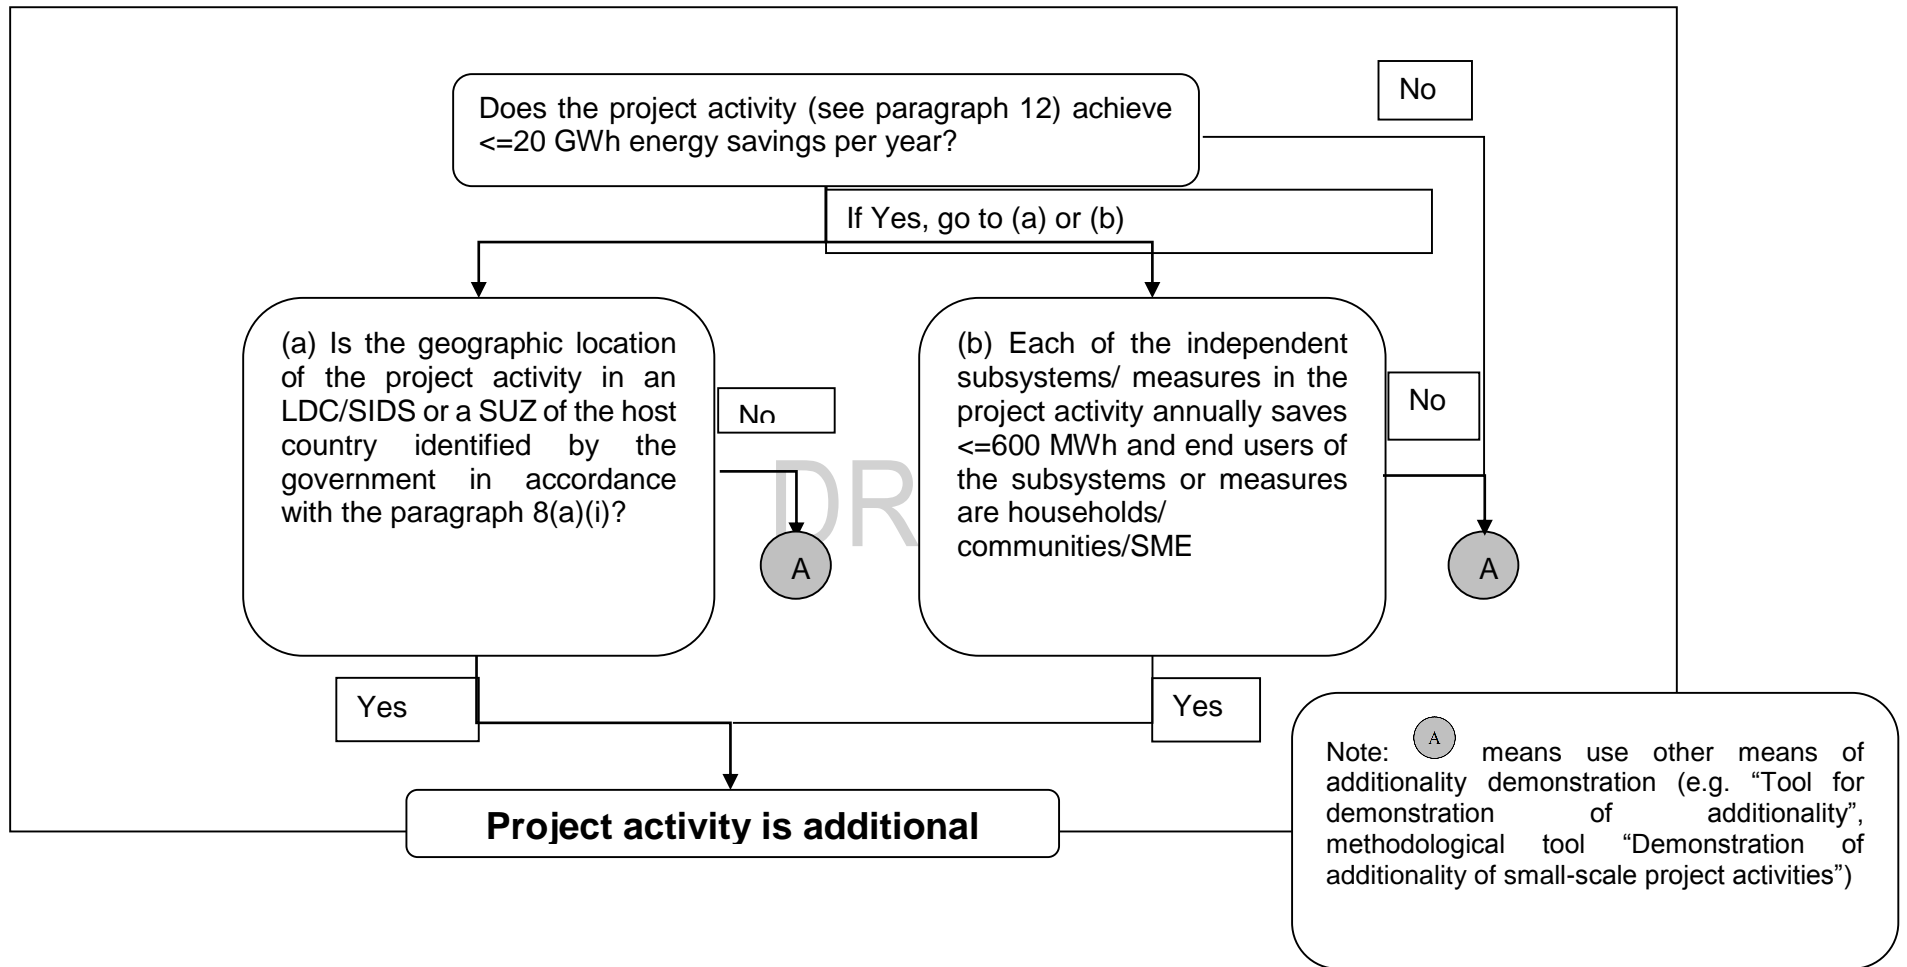 No
Does the project activity (see paragraph 12) achieve
<=20 GWh energy savings per year?
If Yes, go to (a) or (b)
(a) Is the geographic location
of the project activity in an
LDC/SIDS or a SUZ of the host
country identified by the
government in accordance
with the paragraph 8(a)(i)?
No
A
(b) Each of the independent
subsystems/ measures in the
project activity annually saves
<=600 MWh and end users of
the subsystems or measures
are households/
communities/SME
No
A
DR
Yes
Yes
Project activity is additional
Note: A means use other means of
additionality demonstration (e.g. “Tool for
demonstration of additionality”,
methodological tool “Demonstration of
additionality of small-scale project activities”)